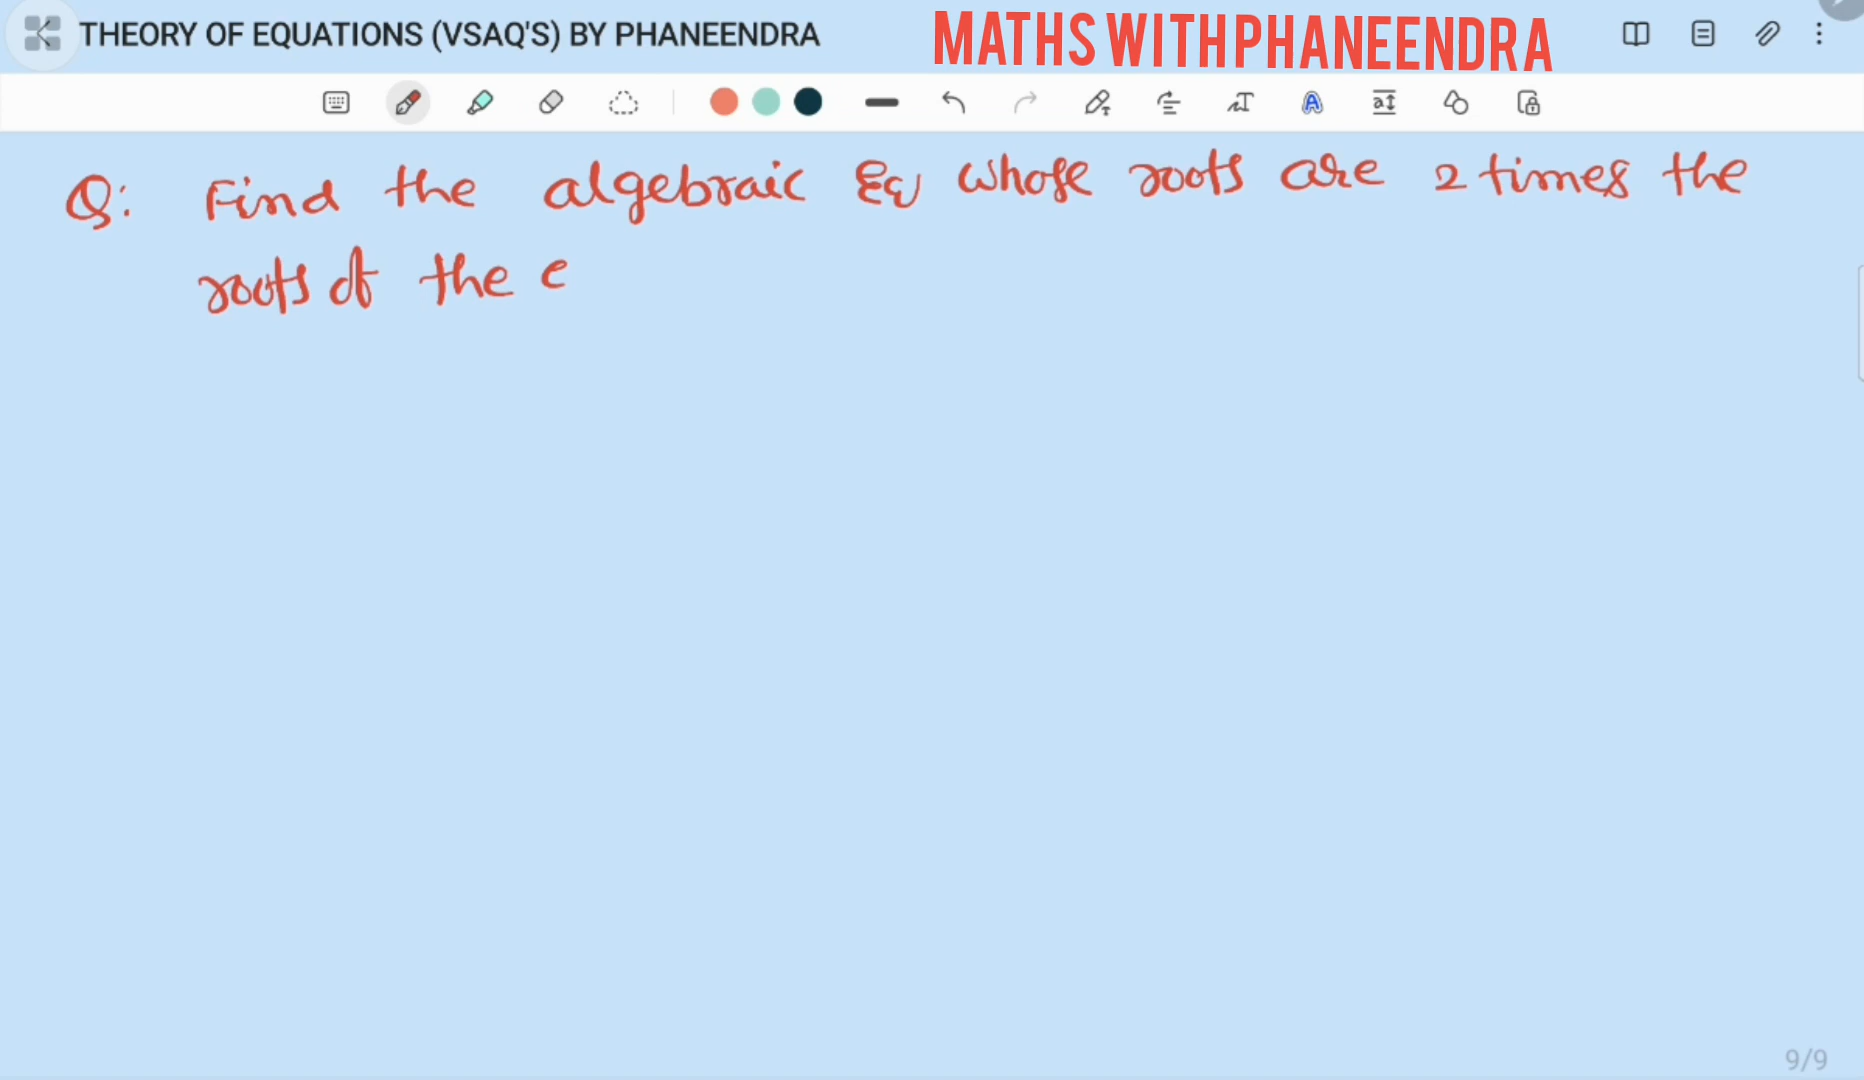 THEORY OF EQUATIONS (VSAQ'S) BY PHANEENDRA
MATHS WITH PHANEENDRA
Q: Find the algebraic Eq whose roots are 2 times the
roots of the e
9/9